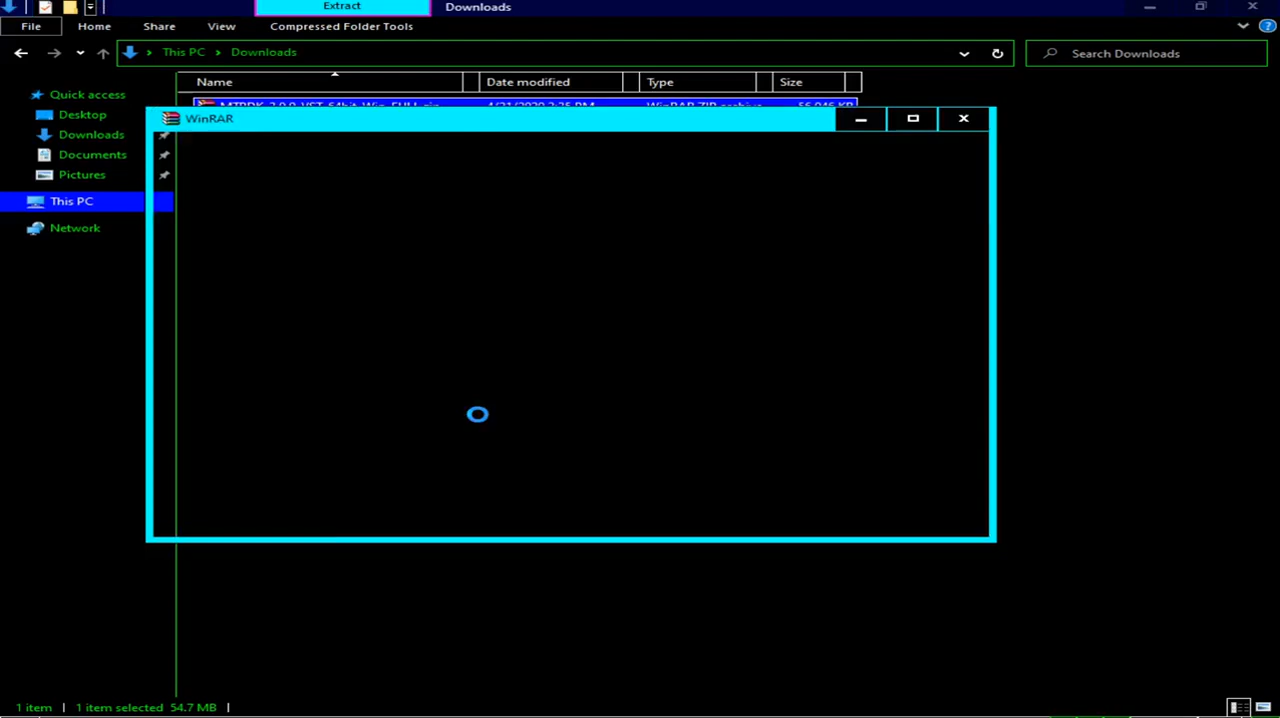 Extract
Downloads
File Home Share View Compressed Folder Tools
This PC Downloads
Search Downloads
Name Date modified Type Size
Quick access
Desktop
Downloads
Documents
Pictures
This PC
Network
WinRAR
1 item 1 item selected 54.7 MB